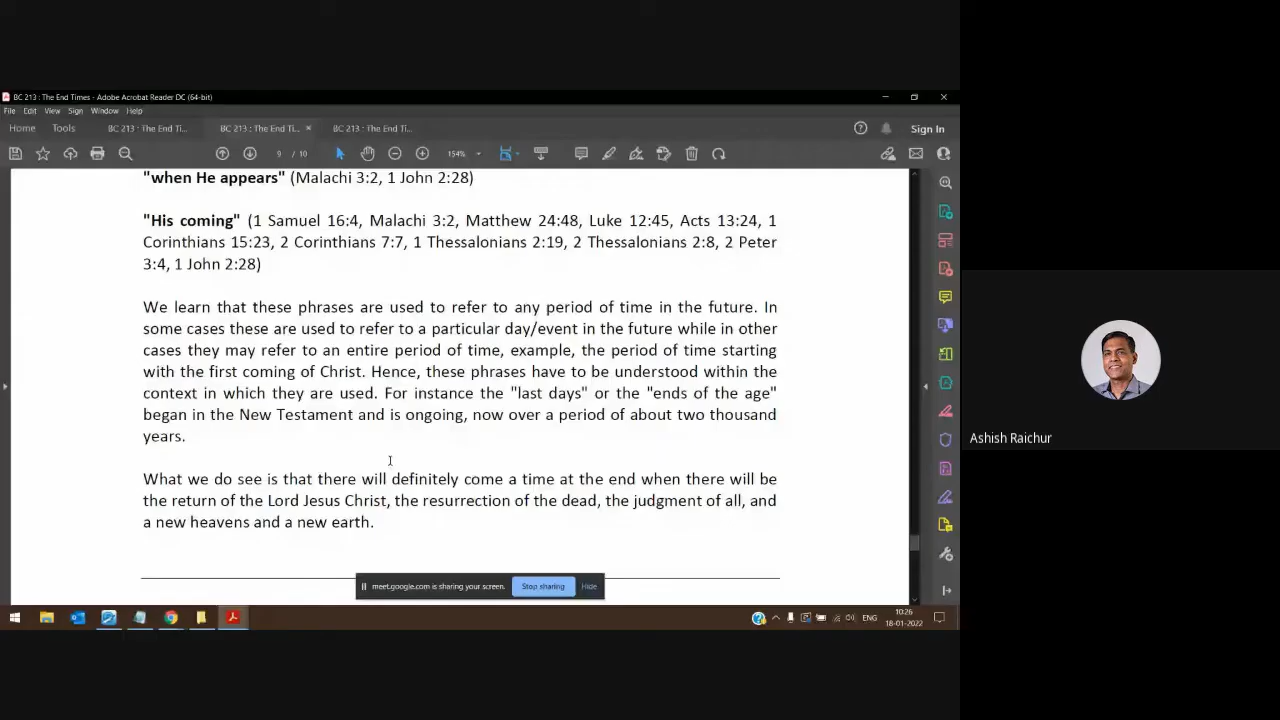 BC 213 : The End Times - Adobe Acrobat Reader DC (64-bit)
File Edit View Sign Window Help
Home Tools BC 213 : The End Ti... BC 213 : The End Ti... × BC 213 : The End Ti... Sign In
9 / 10 154%
"when He appears" (Malachi 3:2, 1 John 2:28)
"His coming" (1 Samuel 16:4, Malachi 3:2, Matthew 24:48, Luke 12:45, Acts 13:24, 1
Corinthians 15:23, 2 Corinthians 7:7, 1 Thessalonians 2:19, 2 Thessalonians 2:8, 2 Peter
3:4, 1 John 2:28)
We learn that these phrases are used to refer to any period of time in the future. In
some cases these are used to refer to a particular day/event in the future while in other
cases they may refer to an entire period of time, example, the period of time starting
with the first coming of Christ. Hence, these phrases have to be understood within the
context in which they are used. For instance the "last days" or the "ends of the age"
began in the New Testament and is ongoing, now over a period of about two thousand
years.
What we do see is that there will definitely come a time at the end when there will be
the return of the Lord Jesus Christ, the resurrection of the dead, the judgment of all, and
a new heavens and a new earth.
meet.google.com is sharing your screen. Stop sharing Hide
ENG 10:26
18-01-2022
Ashish Raichur